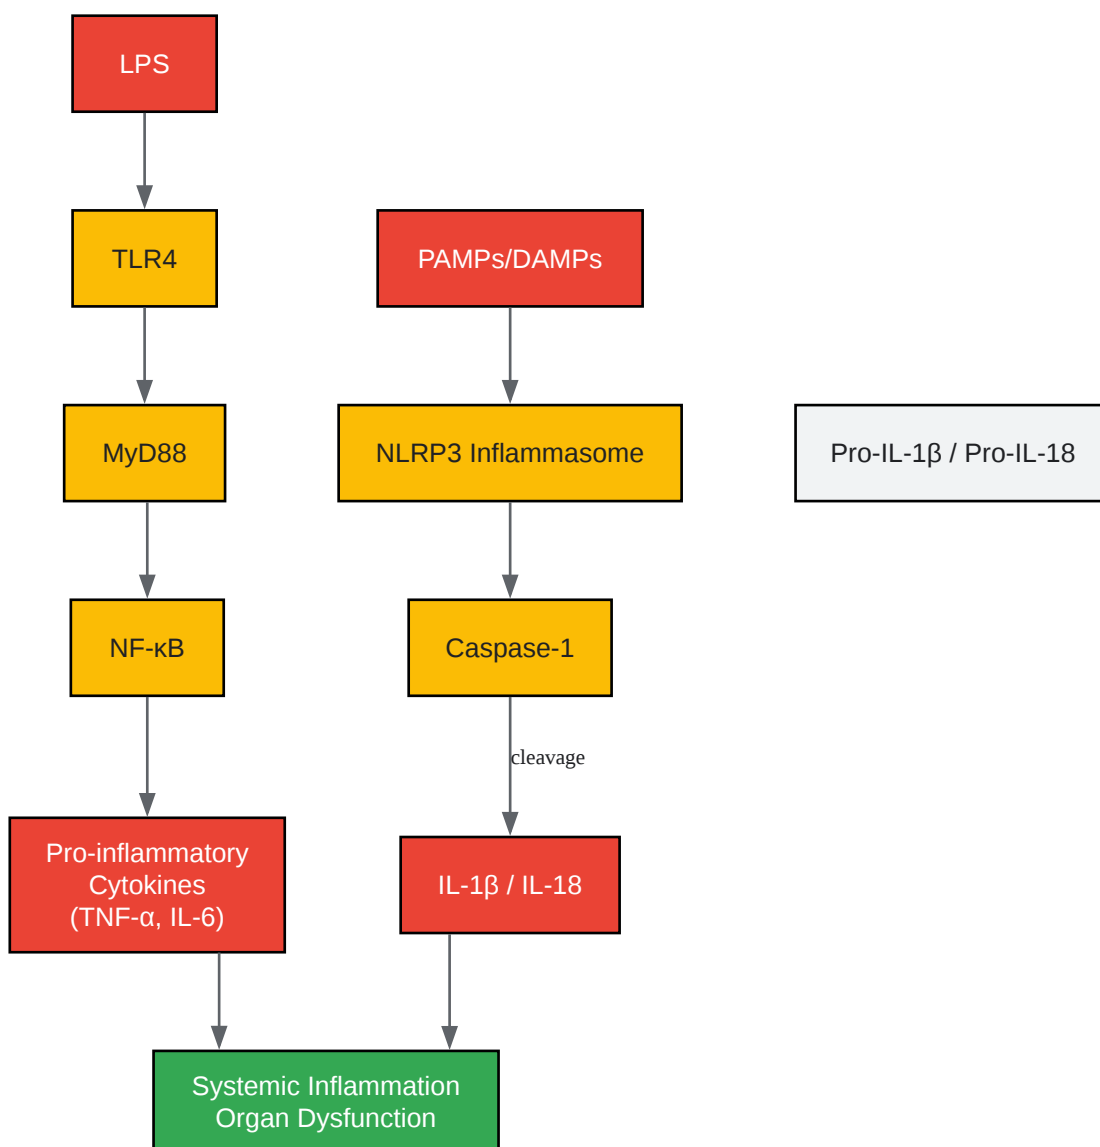 LPS
TLR4
PAMPs/DAMPs
MyD88
NLRP3 Inflammasome
Pro-IL-1β / Pro-IL-18
NF-κB
Caspase-1
cleavage
Pro-inflammatory
Cytokines
(TNF-α, IL-6)
IL-1β / IL-18
Systemic Inflammation
Organ Dysfunction